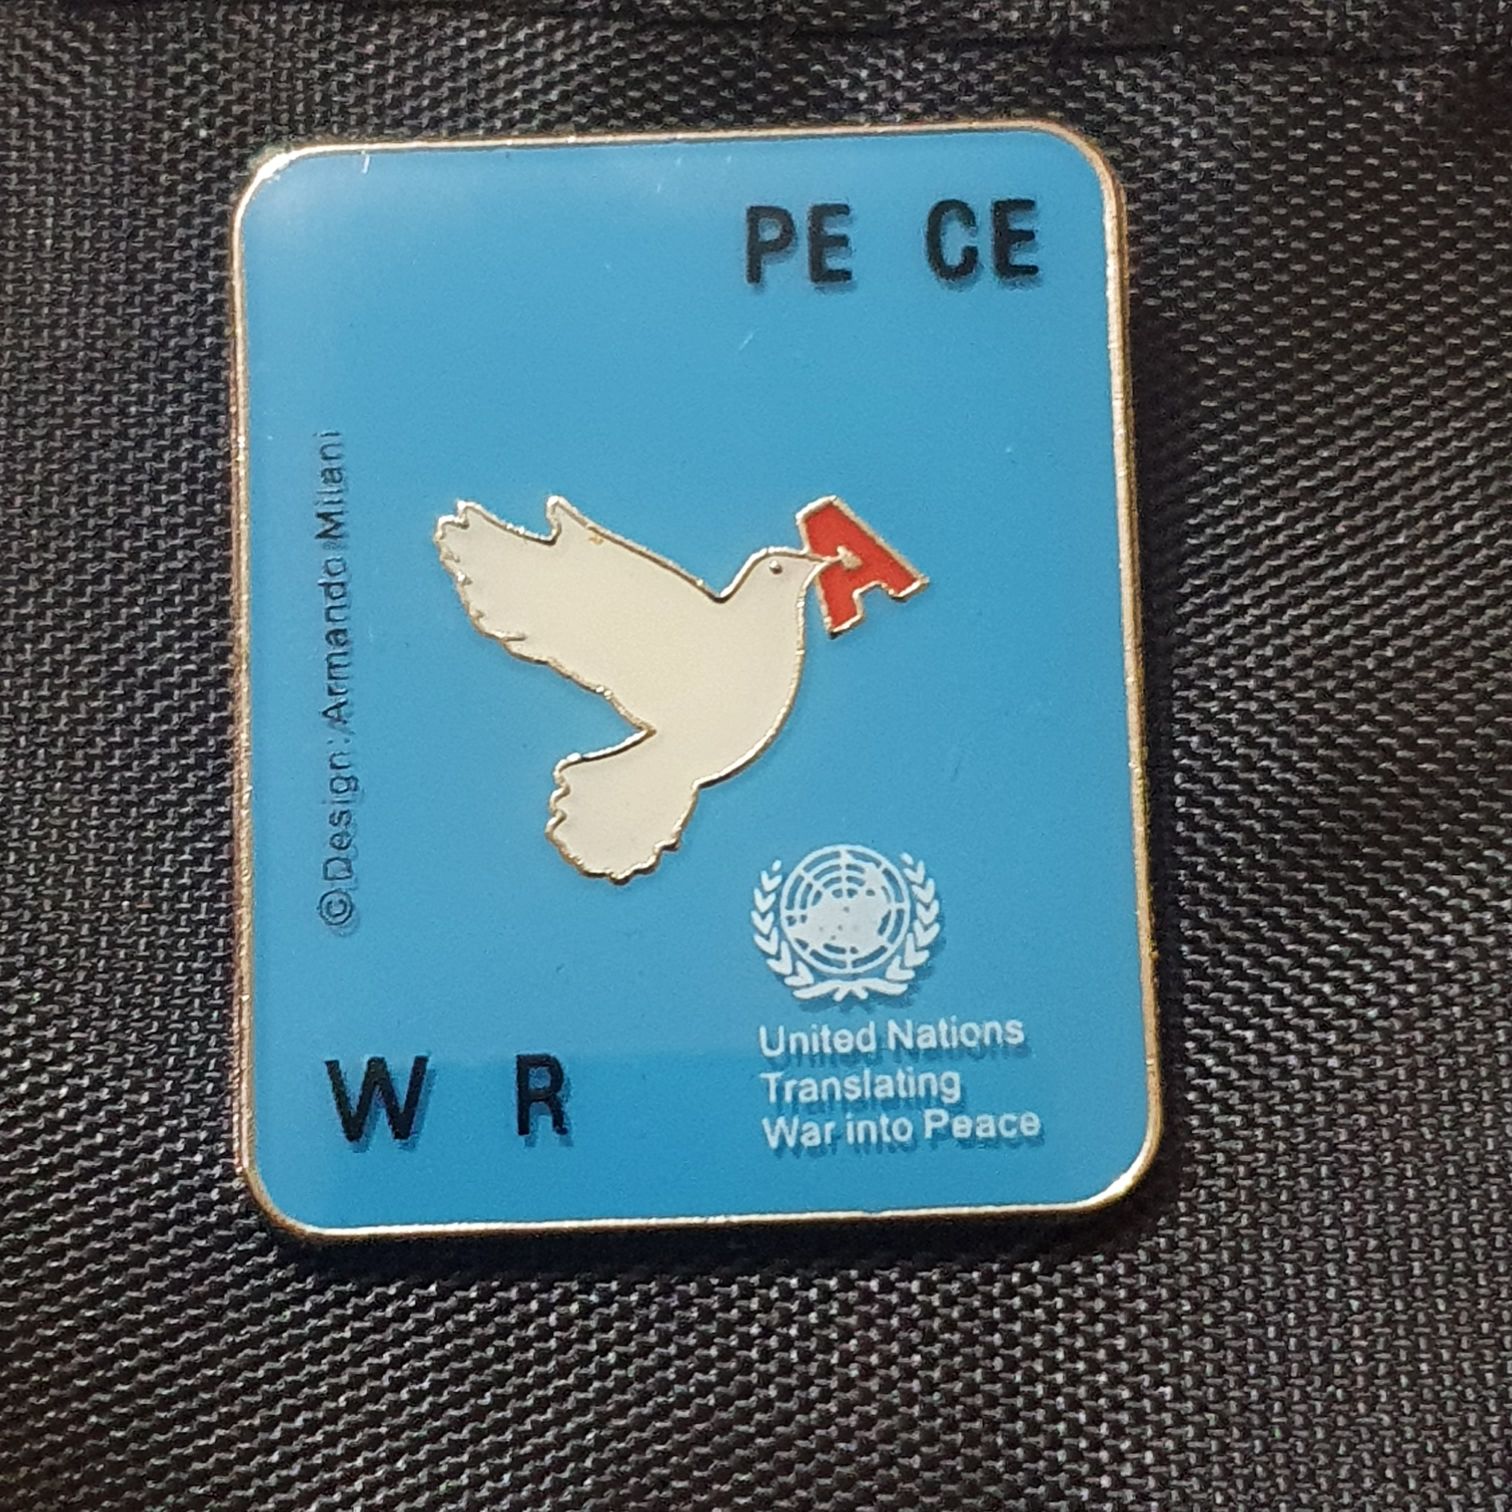 PE CE
A
© Design: Armando Milani
W R
United Nations
Translating
War into Peace